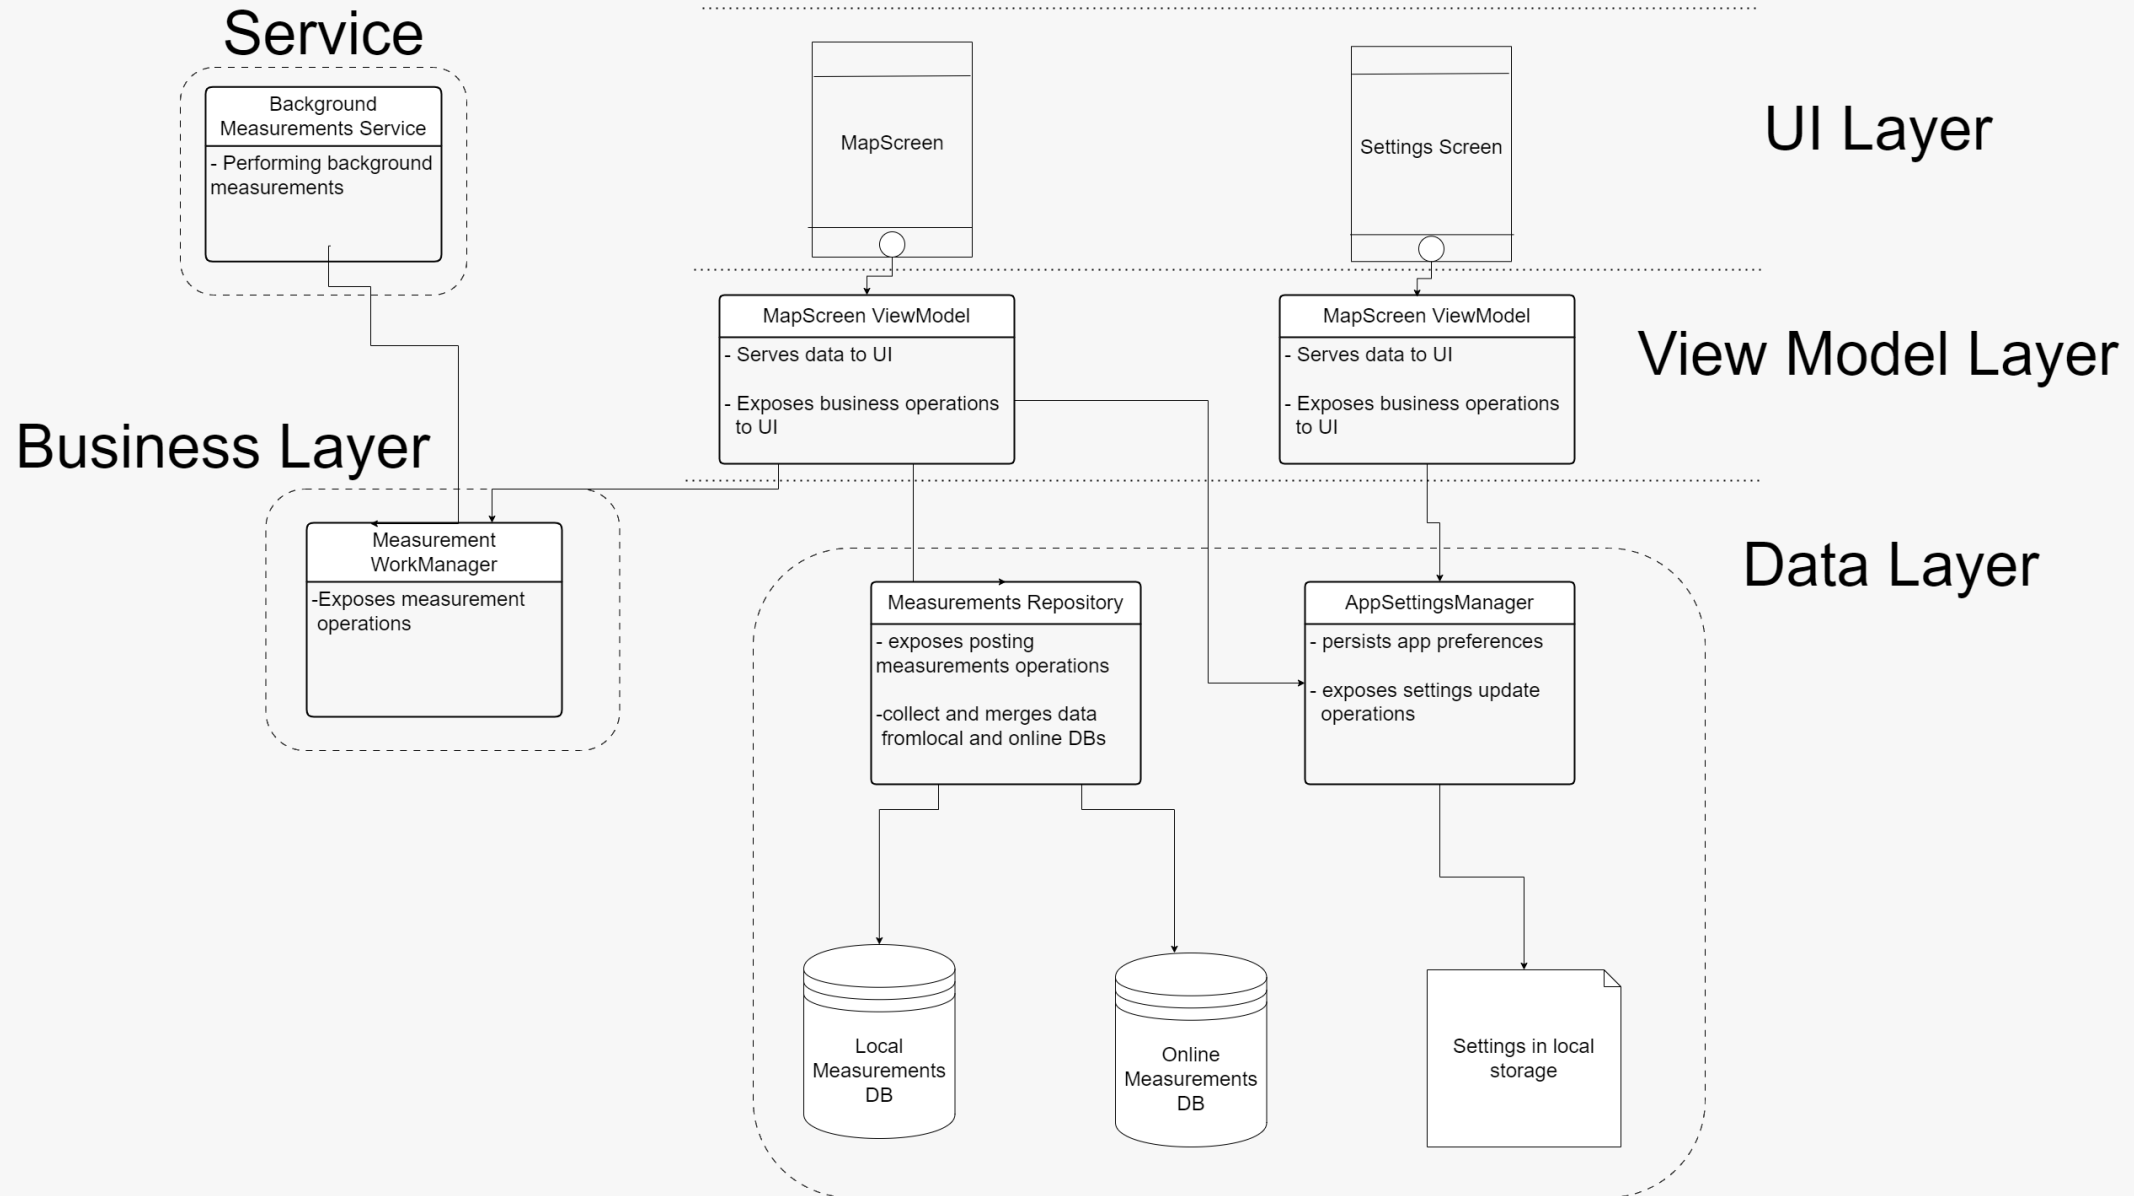 Service
Background
Measurements Service
- Performing background
measurements
MapScreen
Settings Screen
UI Layer
MapScreen ViewModel
- Serves data to UI
- Exposes business operations
to UI
MapScreen ViewModel
- Serves data to UI
- Exposes business operations
to UI
View Model Layer
Business Layer
Measurement
WorkManager
-Exposes measurement
operations
Data Layer
Measurements Repository
- exposes posting
measurements operations
-collect and merges data
fromlocal and online DBs
AppSettingsManager
- persists app preferences
- exposes settings update
operations
Local
Measurements
DB
Online
Measurements
DB
Settings in local
storage